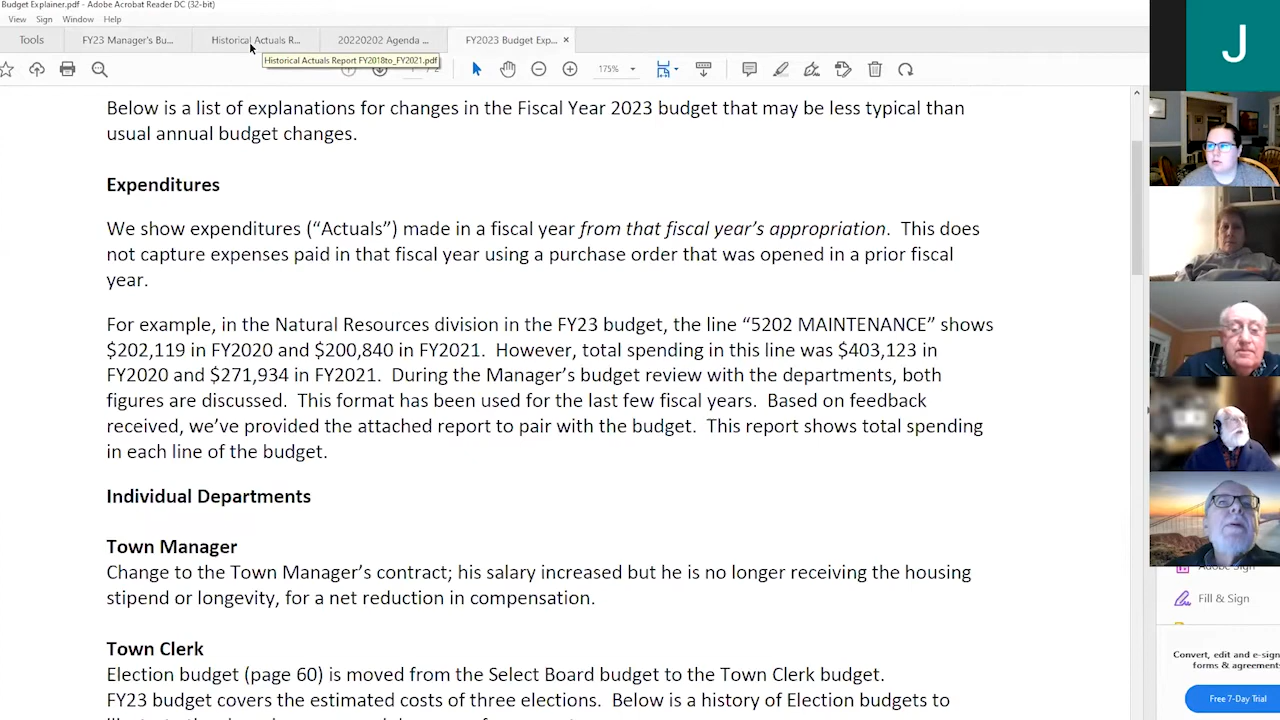 Budget Explainer.pdf - Adobe Acrobat Reader DC (32-bit)
View Sign Window Help
Tools FY23 Manager's Bu... Historical Actuals R... 20220202 Agenda ... FY2023 Budget Exp... ×
Historical Actuals Report FY2018to_FY2021.pdf
175%
J
Below is a list of explanations for changes in the Fiscal Year 2023 budget that may be less typical than
usual annual budget changes.
Expenditures
We show expenditures (“Actuals”) made in a fiscal year from that fiscal year’s appropriation. This does
not capture expenses paid in that fiscal year using a purchase order that was opened in a prior fiscal
year.
For example, in the Natural Resources division in the FY23 budget, the line “5202 MAINTENANCE” shows
$202,119 in FY2020 and $200,840 in FY2021. However, total spending in this line was $403,123 in
FY2020 and $271,934 in FY2021. During the Manager’s budget review with the departments, both
figures are discussed. This format has been used for the last few fiscal years. Based on feedback
received, we’ve provided the attached report to pair with the budget. This report shows total spending
in each line of the budget.
Individual Departments
Town Manager
Change to the Town Manager’s contract; his salary increased but he is no longer receiving the housing
stipend or longevity, for a net reduction in compensation.
Town Clerk
Election budget (page 60) is moved from the Select Board budget to the Town Clerk budget.
FY23 budget covers the estimated costs of three elections. Below is a history of Election budgets to
Adobe Sign
Fill & Sign
Convert, edit and e-sign
forms & agreements
Free 7-Day Trial